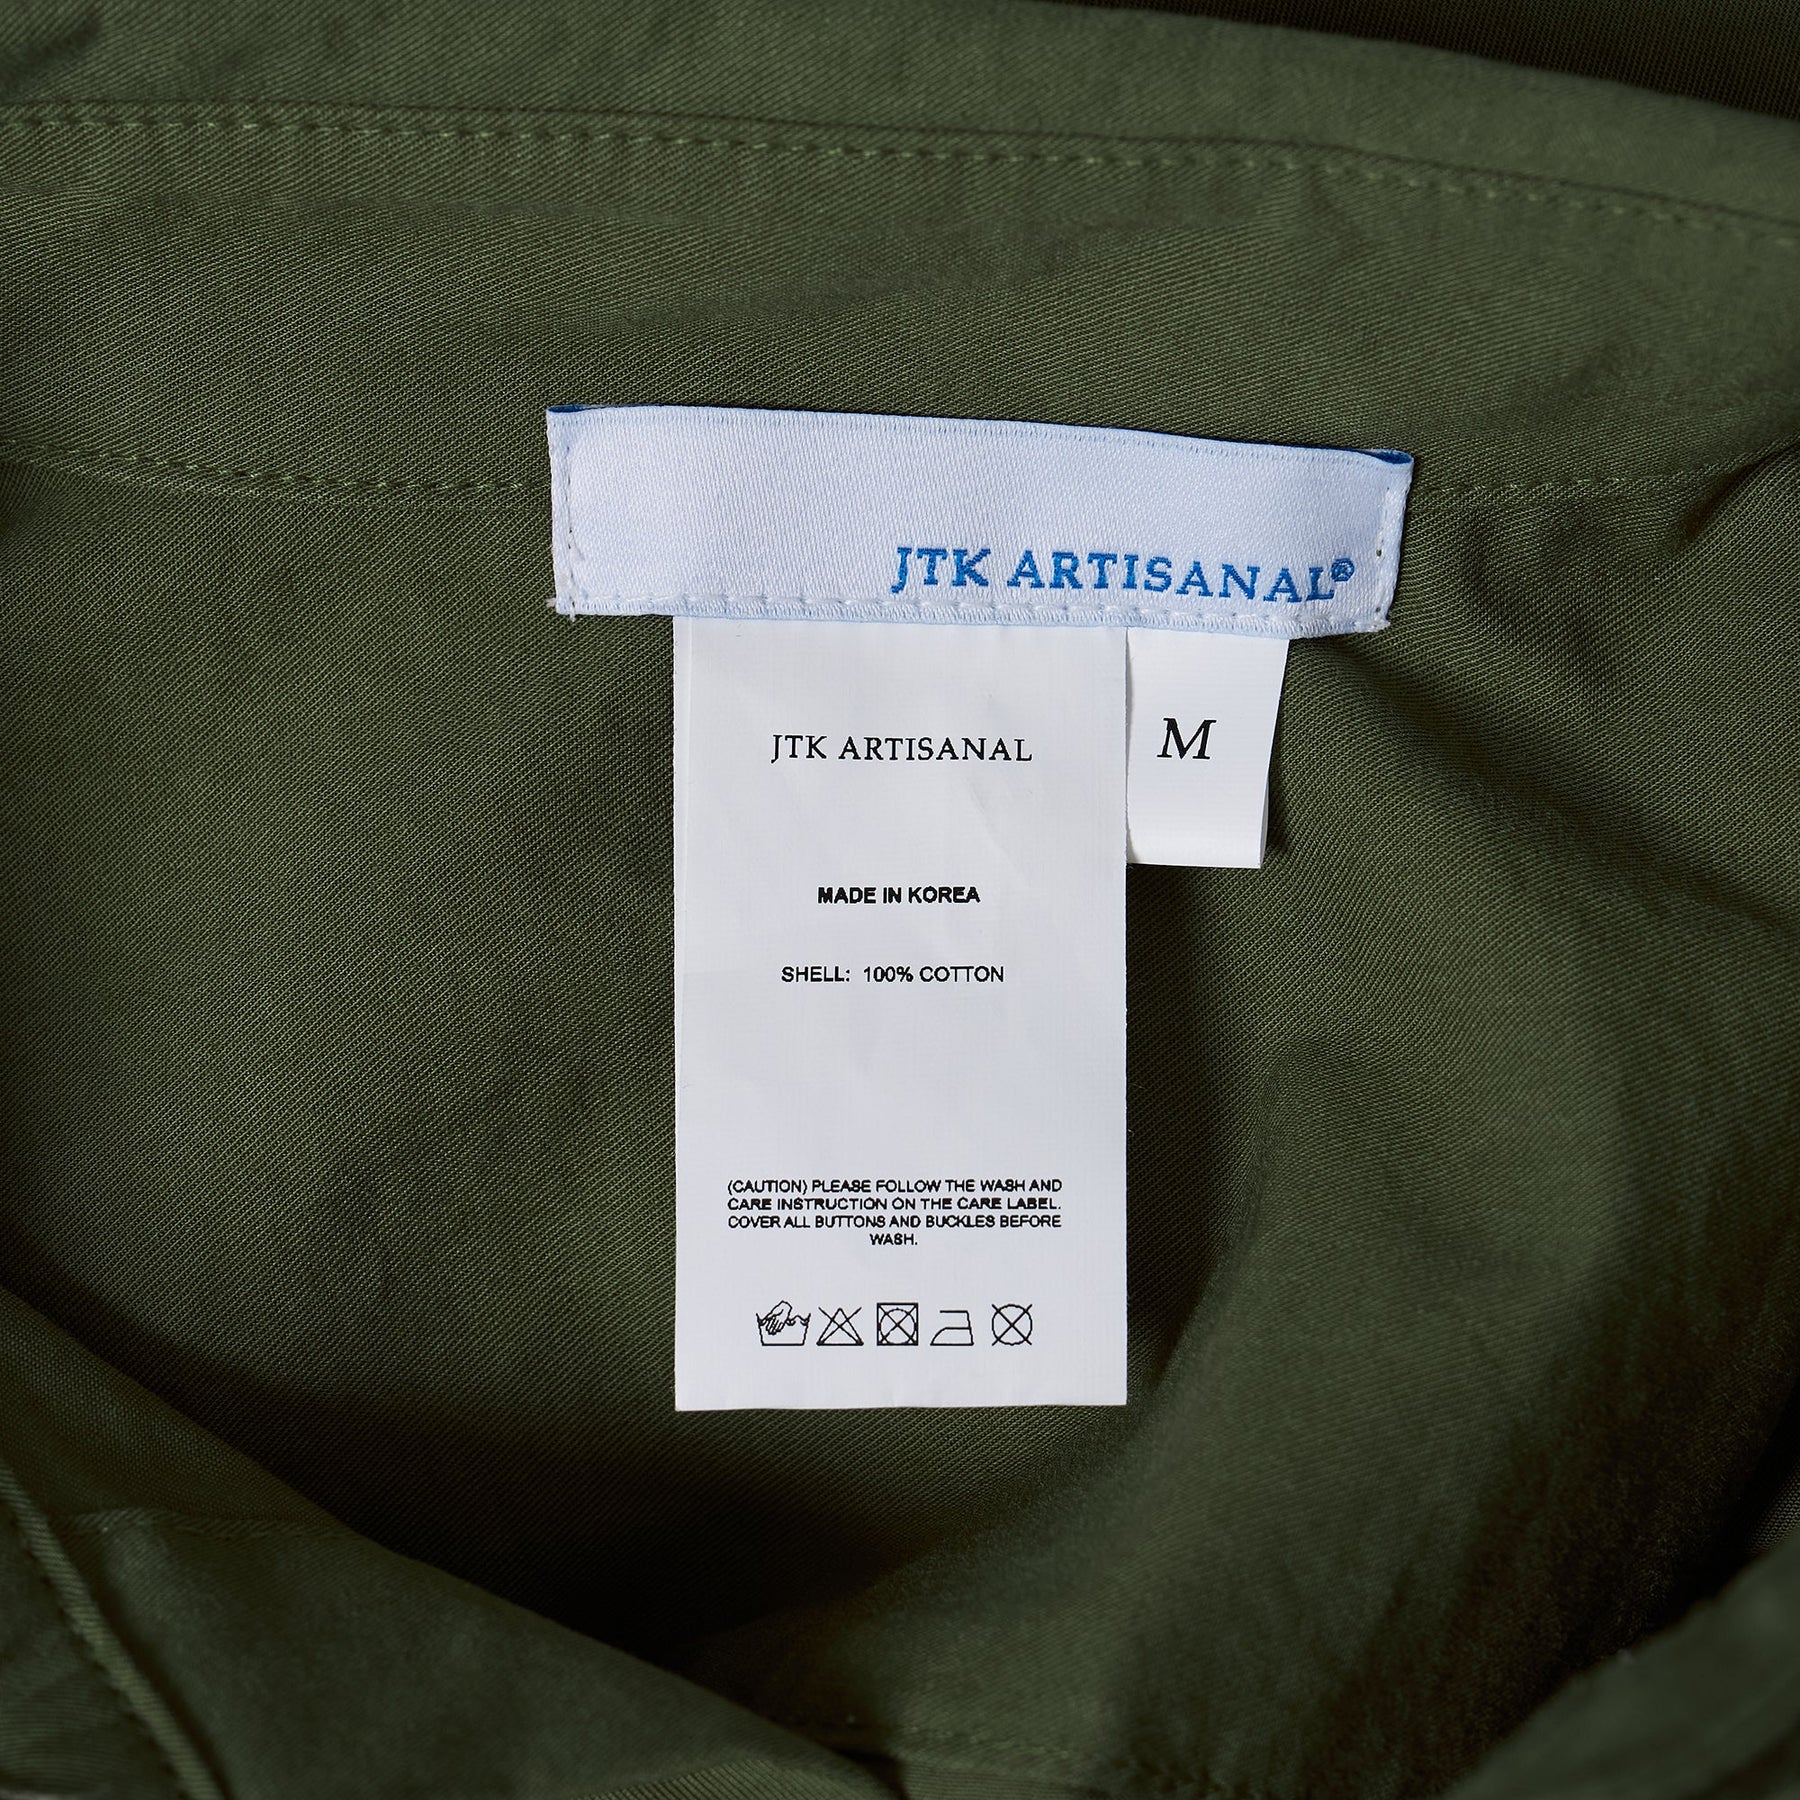 JTK ARTISANAL®
JTK ARTISANAL
M
MADE IN KOREA
SHELL: 100% COTTON
(CAUTION) PLEASE FOLLOW THE WASH AND
CARE INSTRUCTION ON THE CARE LABEL.
COVER ALL BUTTONS AND BUCKLES BEFORE
WASH.